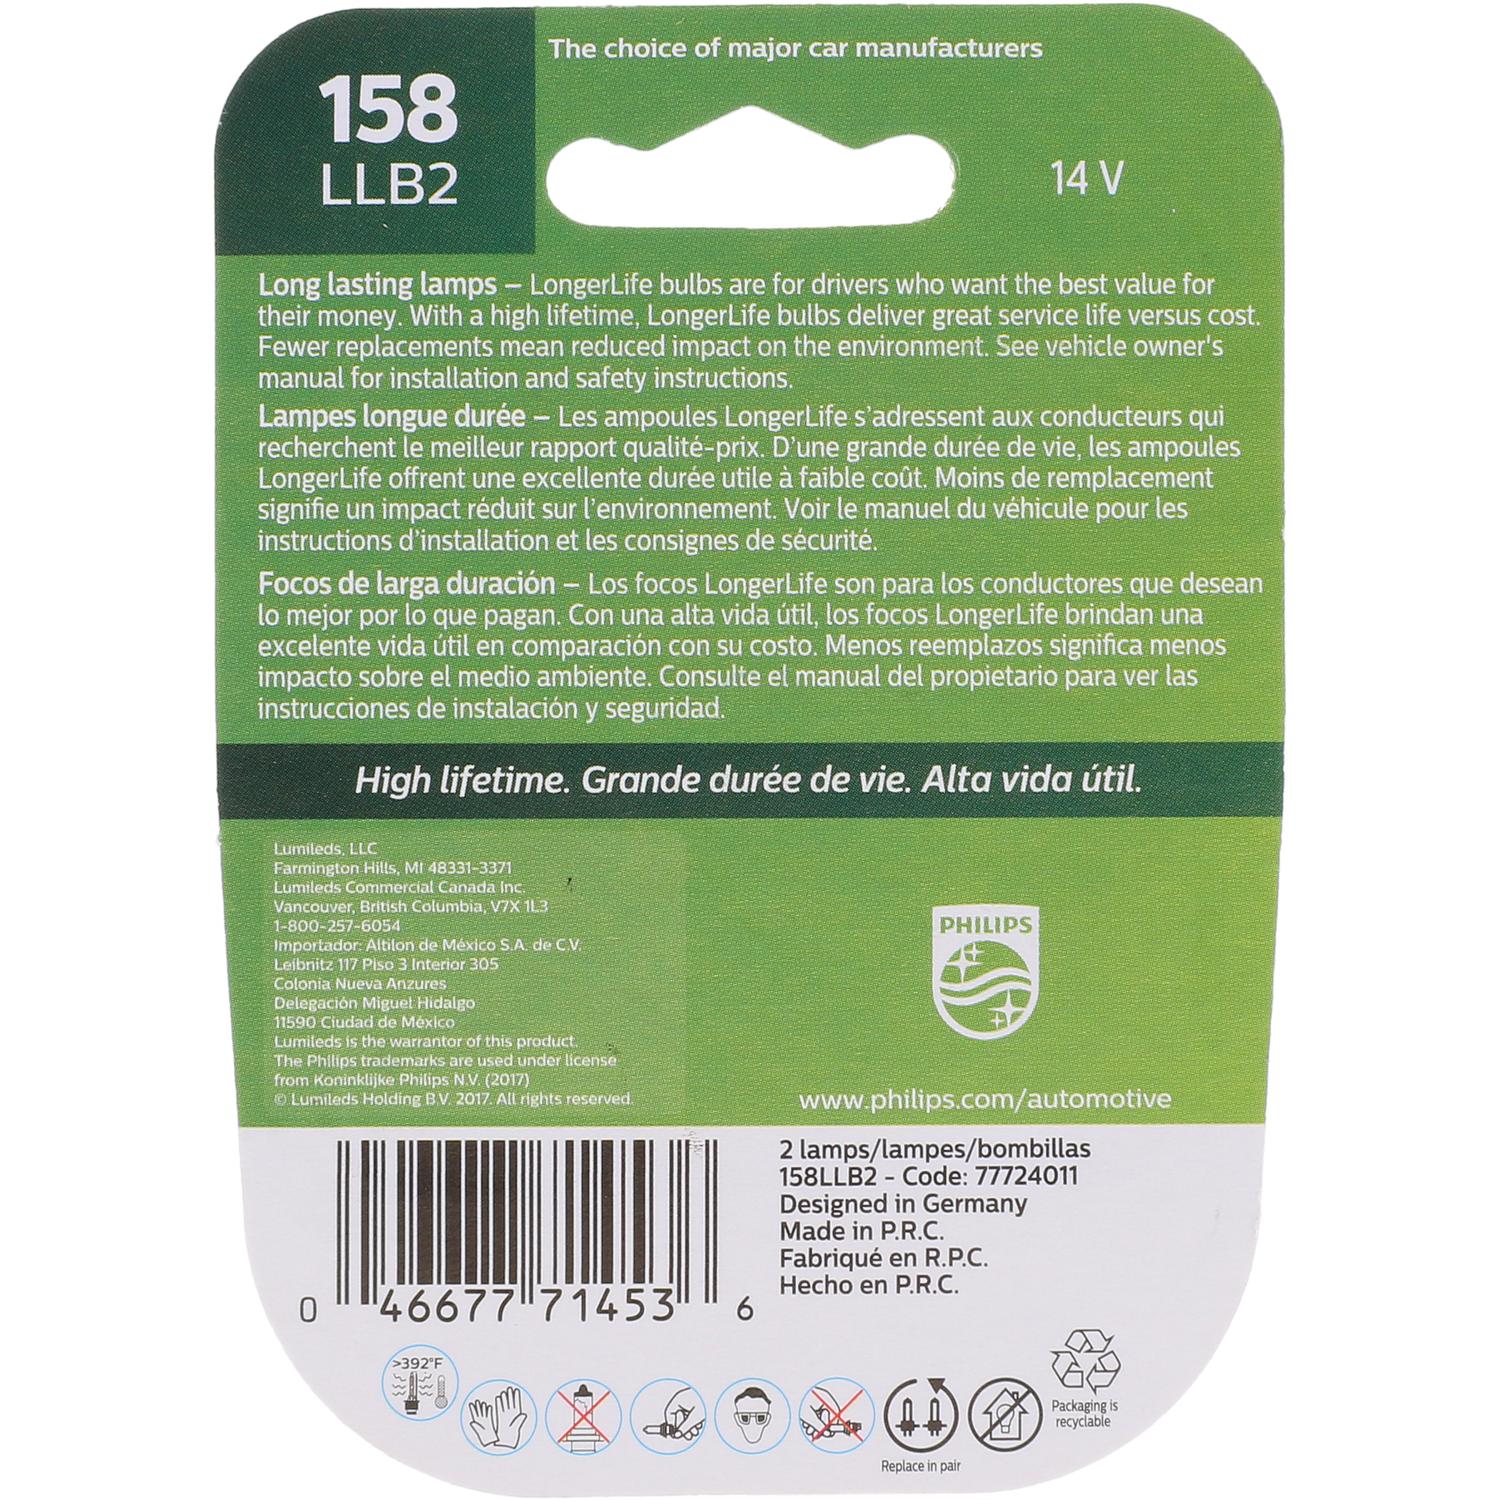 The choice of major car manufacturers
158
LLB2
14 V
Long lasting lamps – LongerLife bulbs are for drivers who want the best value for
their money. With a high lifetime, LongerLife bulbs deliver great service life versus cost.
Fewer replacements mean reduced impact on the environment. See vehicle owner's
manual for installation and safety instructions.
Lampes longue durée – Les ampoules LongerLife s'adressent aux conducteurs qui
recherchent le meilleur rapport qualité-prix. D'une grande durée de vie, les ampoules
LongerLife offrent une excellente durée utile à faible coût. Moins de remplacement
signifie un impact réduit sur l'environnement. Voir le manuel du véhicule pour les
instructions d'installation et les consignes de sécurité.
Focos de larga duración – Los focos LongerLife son para los conductores que desean
lo mejor por lo que pagan. Con una alta vida útil, los focos LongerLife brindan una
excelente vida útil en comparación con su costo. Menos reemplazos significa menos
impacto sobre el medio ambiente. Consulte el manual del propietario para ver las
instrucciones de instalación y seguridad.
High lifetime. Grande durée de vie. Alta vida útil.
Lumileds, LLC
Farmington Hills, MI 48331-3371
Lumileds Commercial Canada Inc.
Vancouver, British Columbia, V7X 1L3
1-800-257-6054
Importador: Altilon de México S.A. de C.V.
Leibnitz 117 Piso 3 Interior 305
Colonia Nueva Anzures
Delegación Miguel Hidalgo
11590 Ciudad de México
Lumileds is the warrantor of this product.
The Philips trademarks are used under license
from Koninklijke Philips N.V. (2017)
© Lumileds Holding B.V. 2017. All rights reserved.
PHILIPS
www.philips.com/automotive
2 lamps/lampes/bombillas
158LLB2 - Code: 77724011
Designed in Germany
Made in P.R.C.
Fabriqué en R.P.C.
Hecho en P.R.C.
0 46677 71453 6
>392°F
Replace in pair
Packaging is
recyclable